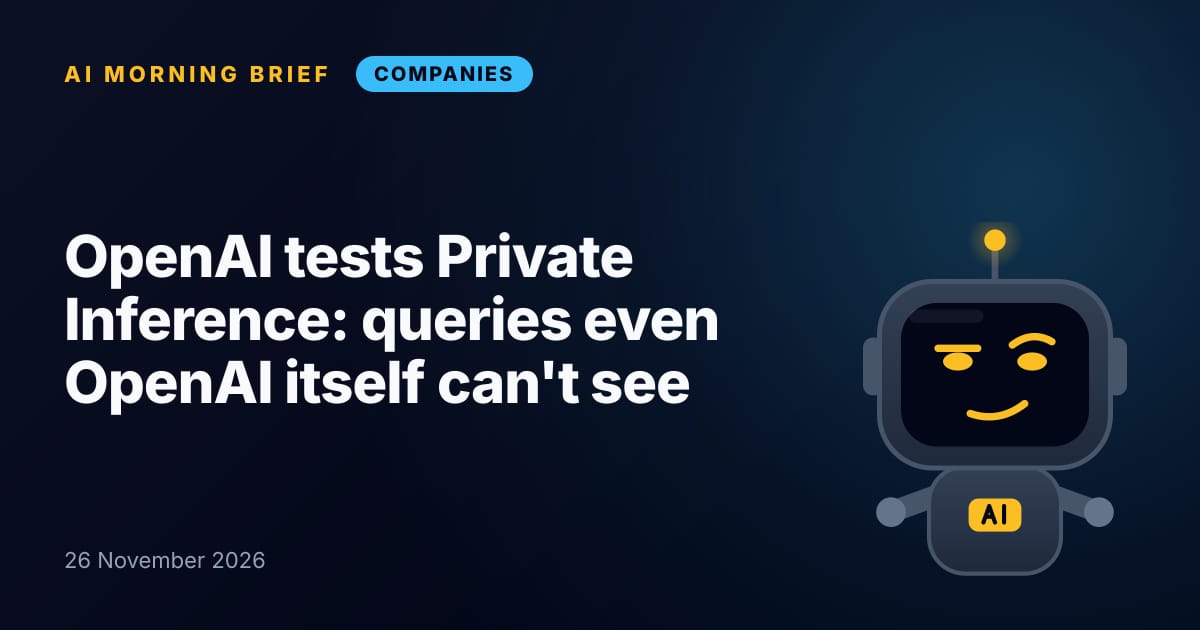 AI MORNING BRIEF
COMPANIES
OpenAI tests Private
Inference: queries even
OpenAI itself can't see
AI
26 November 2026